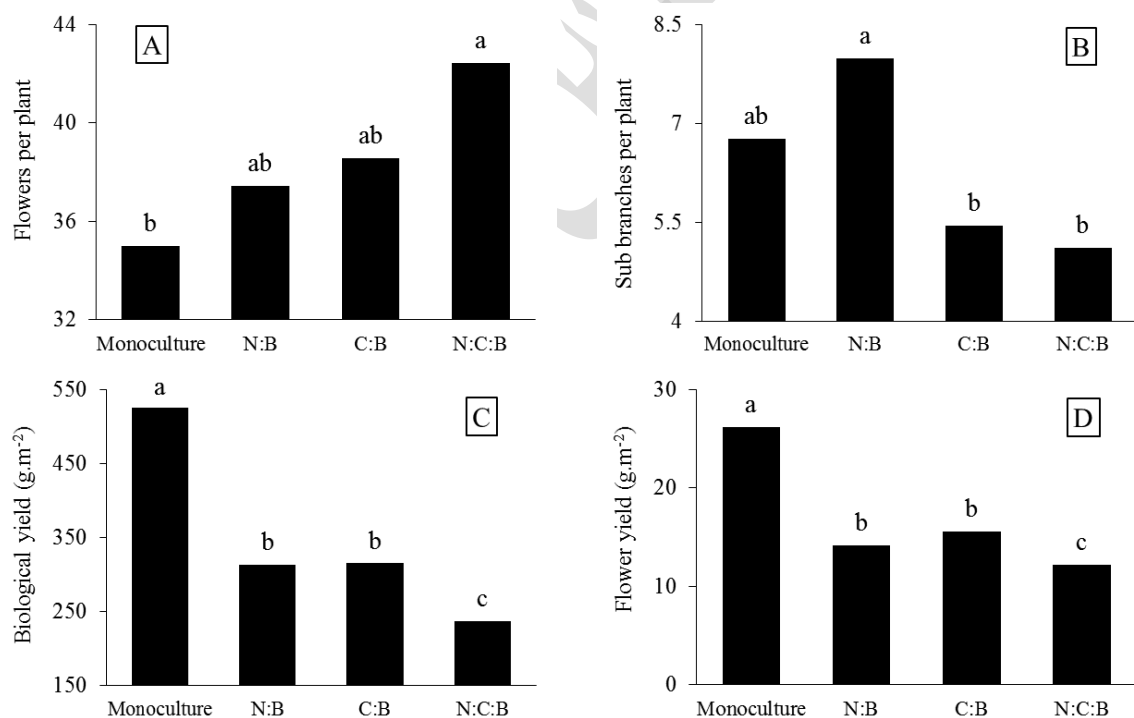 A
Flowers per plant
44
40
36
32
b
ab
ab
a
Monoculture N:B C:B N:C:B
B
Sub branches per plant
8.5
7
5.5
4
ab
a
b
b
Monoculture N:B C:B N:C:B
C
Biological yield (g.m⁻²)
550
450
350
250
150
a
b
b
c
Monoculture N:B C:B N:C:B
D
Flower yield (g.m⁻²)
30
20
10
0
a
b
b
c
Monoculture N:B C:B N:C:B